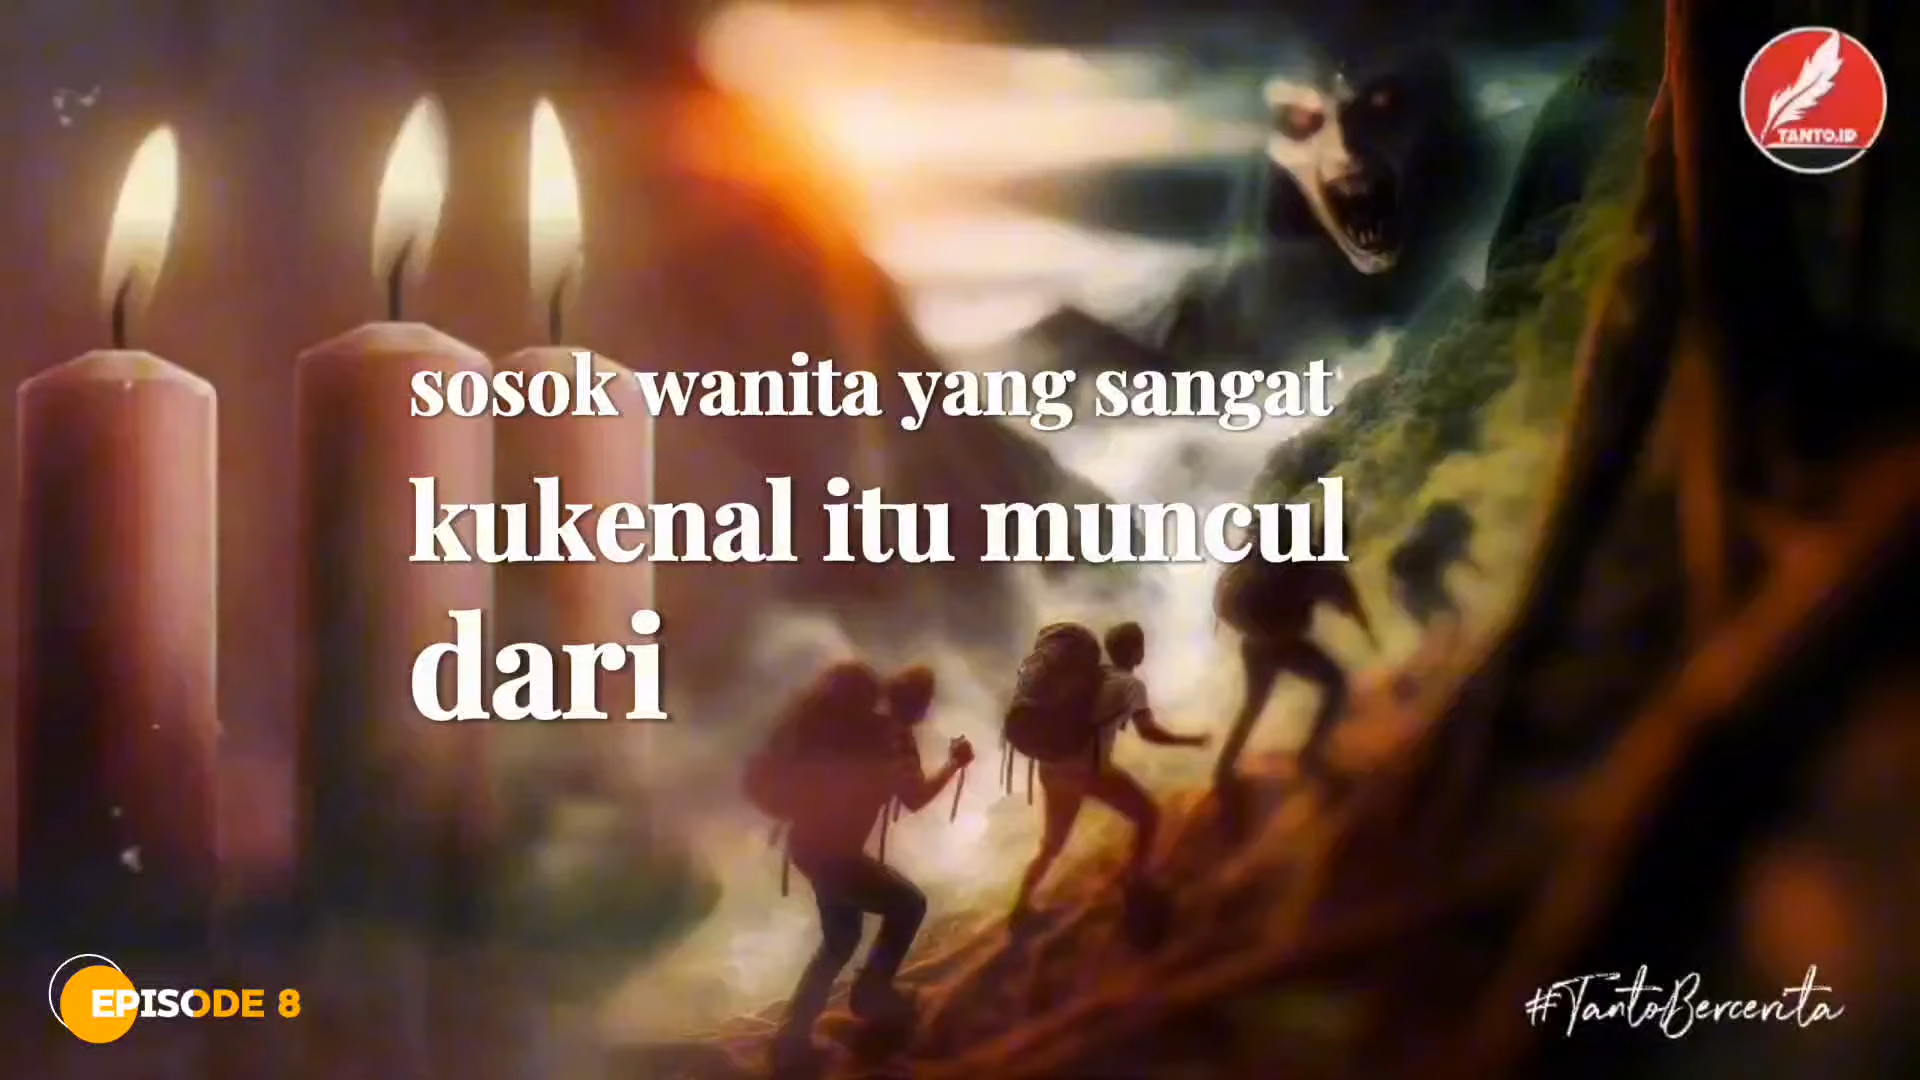 TANTO.ID
sosok wanita yang sangat
kukenal itu muncul
dari
EPISODE 8
#TantoBercerita